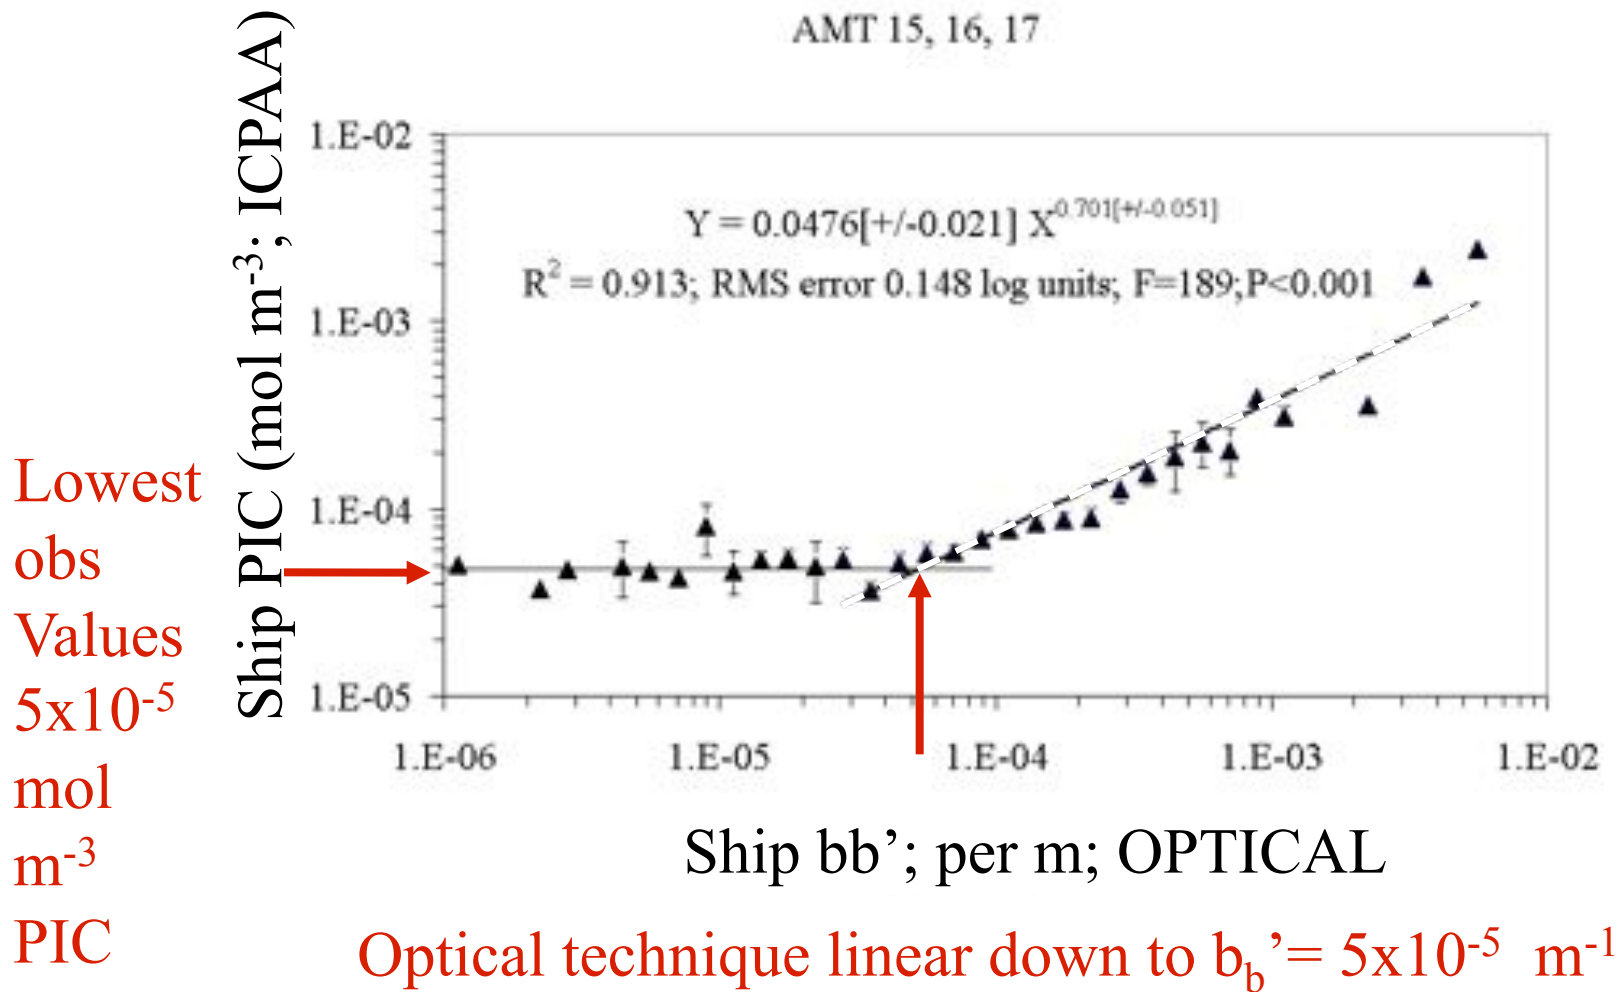 AMT 15, 16, 17
Ship PIC (mol m-3; ICPAA)
1.E-02
1.E-03
1.E-04
1.E-05
Y = 0.0476[+/-0.021] X0.701[+/-0.051]
R2 = 0.913; RMS error 0.148 log units; F=189;P<0.001
1.E-06 1.E-05 1.E-04 1.E-03 1.E-02
Ship bb’; per m; OPTICAL
Lowest
obs
Values
5x10-5
mol
m-3
PIC
Optical technique linear down to bb’= 5x10-5 m-1